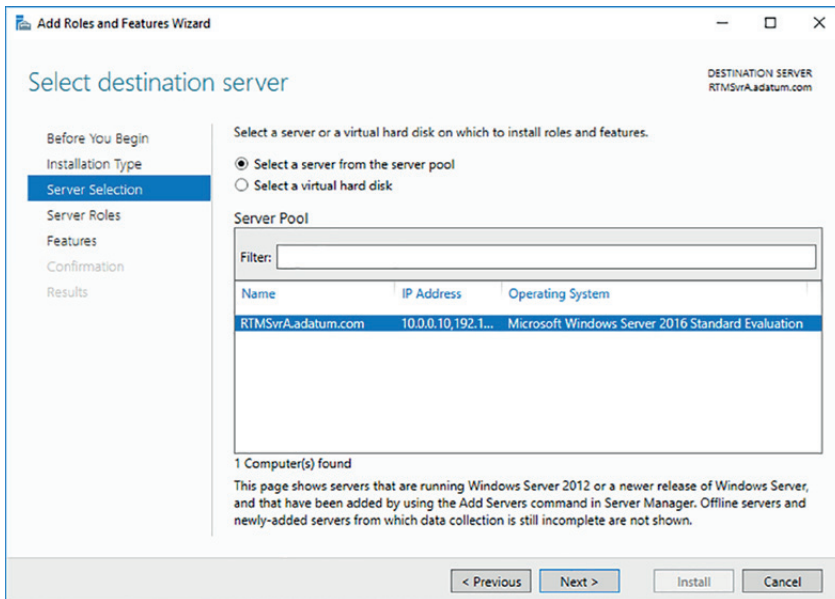 Add Roles and Features Wizard
Select destination server
DESTINATION SERVER
RTMSvrA.adatum.com
Before You Begin
Installation Type
Server Selection
Server Roles
Features
Confirmation
Results
Select a server or a virtual hard disk on which to install roles and features.
Select a server from the server pool
Select a virtual hard disk
Server Pool
Filter:
Name IP Address Operating System
RTMSvrA.adatum.com 10.0.0.10,192.1... Microsoft Windows Server 2016 Standard Evaluation
1 Computer(s) found
This page shows servers that are running Windows Server 2012 or a newer release of Windows Server,
and that have been added by using the Add Servers command in Server Manager. Offline servers and
newly-added servers from which data collection is still incomplete are not shown.
< Previous Next > Install Cancel